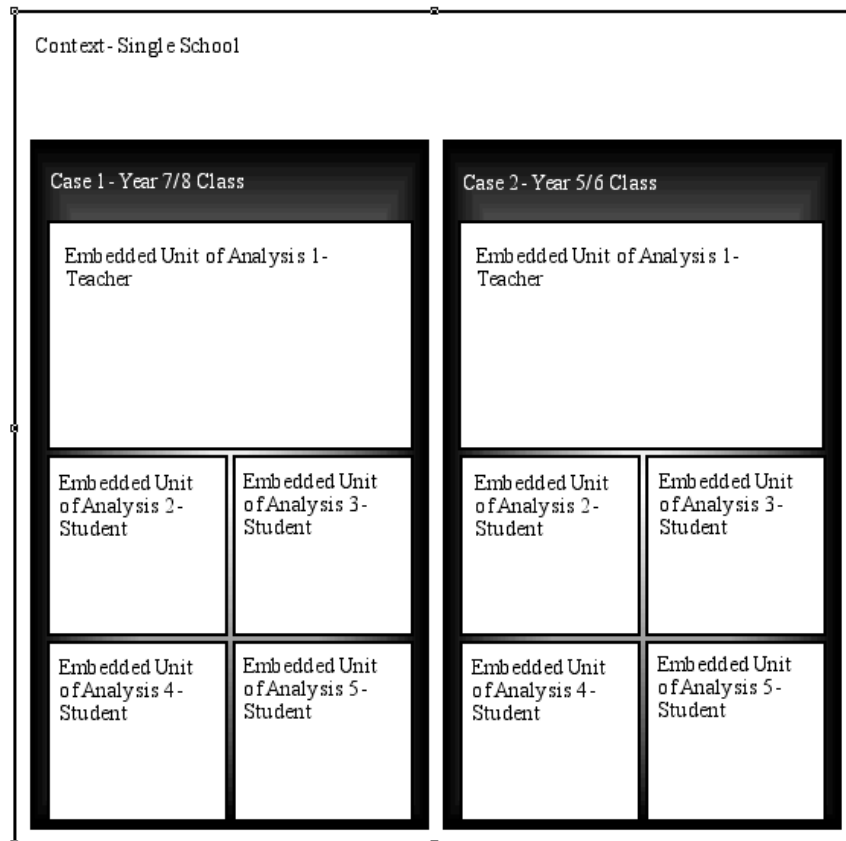 Context- Single School
Case 1 - Year 7/8 Class
Embedded Unit of Analysis 1-
Teacher
Embedded Unit
of Analysis 2-
Student
Embedded Unit
of Analysis 3-
Student
Embedded Unit
of Analysis 4-
Student
Embedded Unit
of Analysis 5-
Student
Case 2- Year 5/6 Class
Embedded Unit of Analysis 1-
Teacher
Embedded Unit
of Analysis 2-
Student
Embedded Unit
of Analysis 3-
Student
Embedded Unit
of Analysis 4-
Student
Embedded Unit
of Analysis 5-
Student